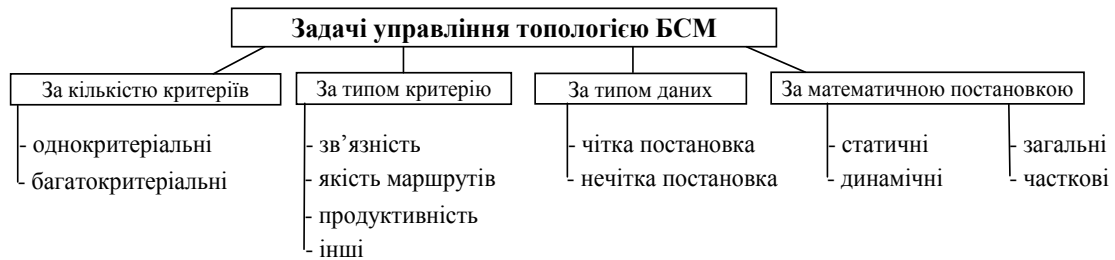 Задачі управління топологією БСМ
За кількістю критеріїв
- однокритеріальні
- багатокритеріальні
За типом критерію
- зв’язність
- якість маршрутів
- продуктивність
- інші
За типом даних
- чітка постановка
- нечітка постановка
За математичною постановкою
- статичні
- динамічні
- загальні
- часткові